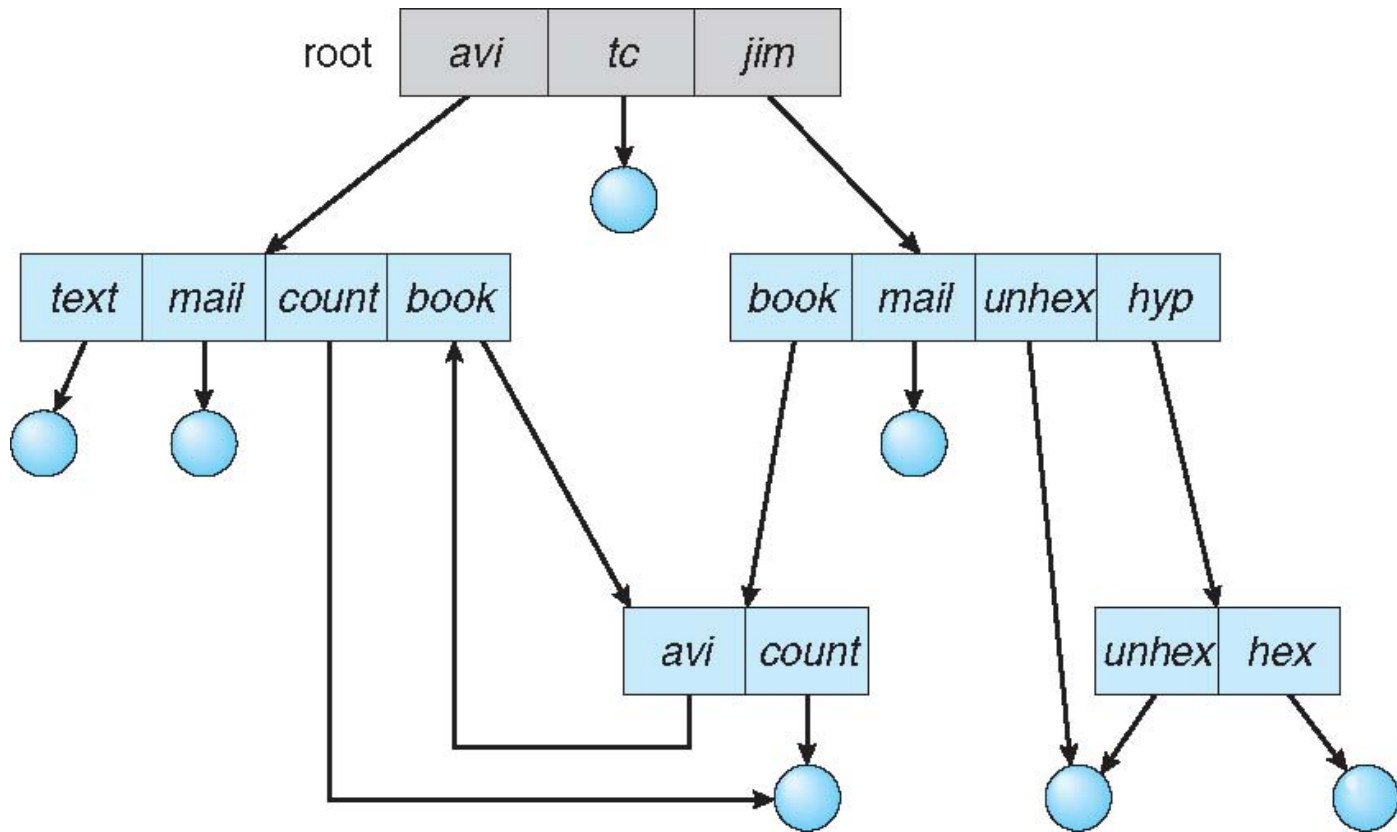 root avi tc jim
text mail count book
book mail unhex hyp
avi count
unhex hex